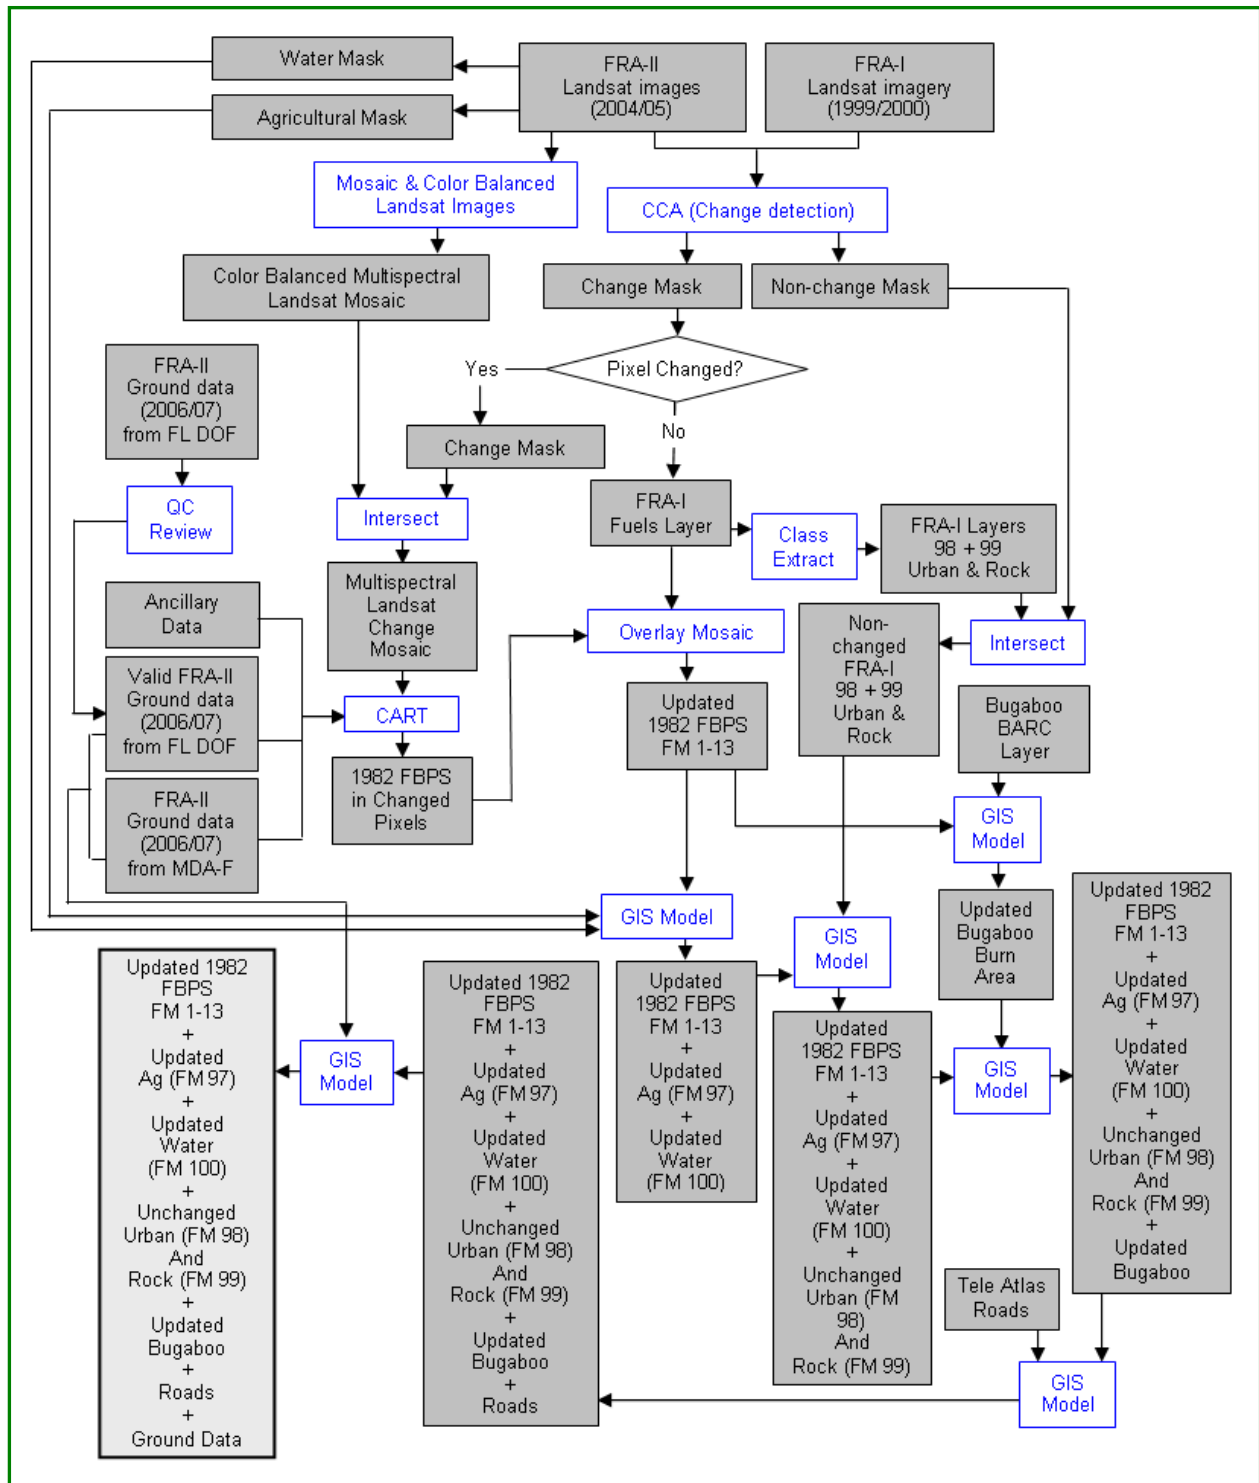 Water Mask
FRA-II
Landsat images
(2004/05)
FRA-I
Landsat imagery
(1999/2000)
Agricultural Mask
Mosaic & Color Balanced
Landsat Images
CCA (Change detection)
Color Balanced Multispectral
Landsat Mosaic
Change Mask
Non-change Mask
FRA-II
Ground data
(2006/07)
from FL DOF
Yes
Pixel Changed?
No
Change Mask
QC
Review
Intersect
FRA-I
Fuels Layer
Class
Extract
FRA-I Layers
98 + 99
Urban & Rock
Ancillary
Data
Multispectral
Landsat
Change
Mosaic
Overlay Mosaic
Non-
changed
FRA-I
98 + 99
Urban &
Rock
Intersect
Valid FRA-II
Ground data
(2006/07)
from FL DOF
CART
Updated
1982 FBPS
FM 1-13
Bugaboo
BARC
Layer
FRA-II
Ground data
(2006/07)
from MDA-F
1982 FBPS
in Changed
Pixels
GIS
Model
GIS Model
GIS
Model
Updated
Bugaboo
Burn
Area
Updated 1982
FBPS
FM 1-13
+
Updated
Ag (FM 97)
+
Updated
Water
(FM 100)
+
Unchanged
Urban (FM 98)
And
Rock (FM 99)
+
Updated
Bugaboo
Updated 1982
FBPS
FM 1-13
+
Updated
Ag (FM 97)
+
Updated
Water
(FM 100)
+
Unchanged
Urban (FM 98)
And
Rock (FM 99)
+
Updated
Bugaboo
+
Roads
+
Ground Data
GIS
Model
Updated 1982
FBPS
FM 1-13
+
Updated
Ag (FM 97)
+
Updated
Water
(FM 100)
+
Unchanged
Urban (FM 98)
And
Rock (FM 99)
+
Updated
Bugaboo
+
Roads
Updated
1982 FBPS
FM 1-13
+
Updated
Ag (FM 97)
+
Updated
Water (FM 100)
Updated
1982 FBPS
FM 1-13
+
Updated
Ag (FM 97)
+
Updated
Water
(FM 100)
+
Unchanged
Urban (FM
98)
And
Rock (FM 99)
GIS
Model
Tele Atlas
Roads
GIS
Model